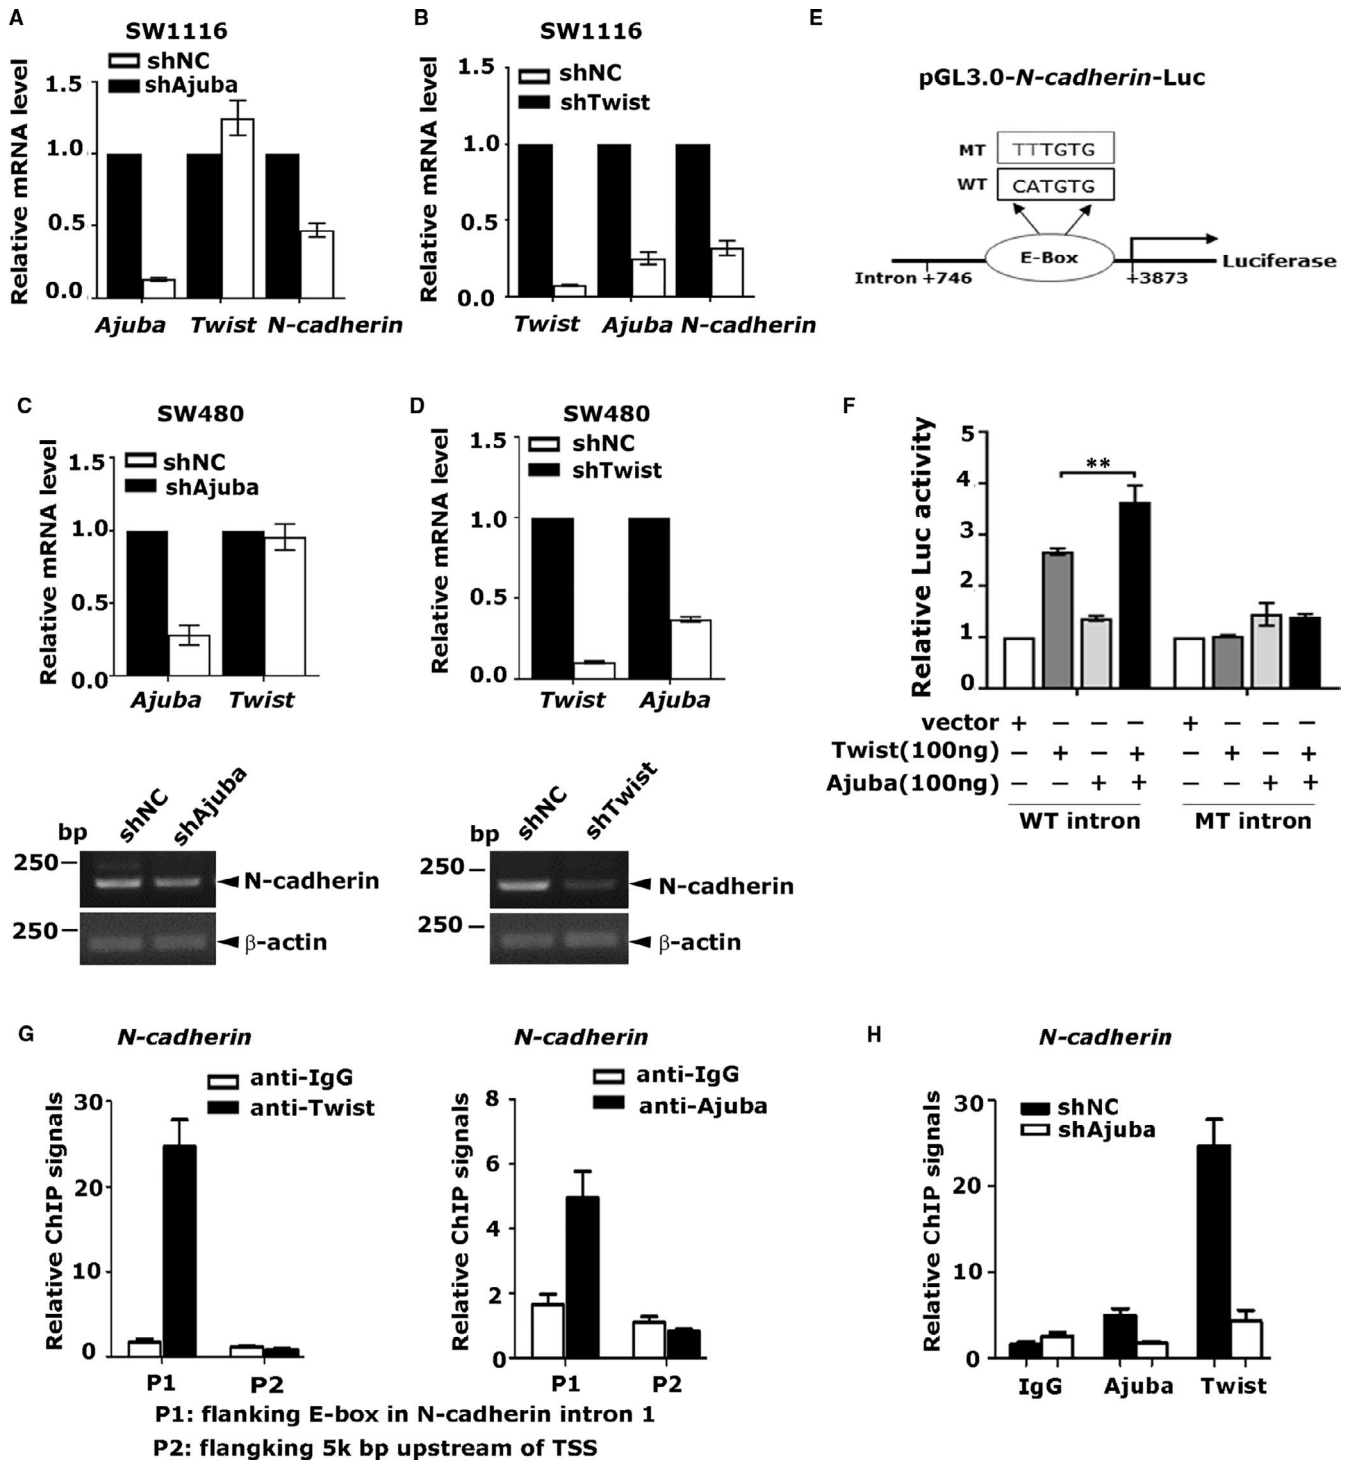 A
SW1116
shNC
shAjuba
Relative mRNA level
1.5
1.0
0.5
0.0
Ajuba Twist N-cadherin
B
SW1116
shNC
shTwist
Relative mRNA level
1.5
1.0
0.5
0.0
Twist Ajuba N-cadherin
E
pGL3.0-N-cadherin-Luc
MT TTTGTG
WT CATGTG
E-Box
Intron +746
+3873
Luciferase
C
SW480
shNC
shAjuba
Relative mRNA level
1.5
1.0
0.5
0.0
Ajuba Twist
bp
shNC
shAjuba
250
N-cadherin
250
β-actin
D
SW480
shNC
shTwist
Relative mRNA level
1.5
1.0
0.5
0.0
Twist Ajuba
bp
shNC
shTwist
250
N-cadherin
250
β-actin
F
Relative Luc activity
5
4
3
2
1
0
**
vector + − − − + − − −
Twist(100ng) − + − + − + − +
Ajuba(100ng) − − + + − − + +
WT intron MT intron
G
N-cadherin
anti-IgG
anti-Twist
Relative ChIP signals
30
20
10
0
P1 P2
N-cadherin
anti-IgG
anti-Ajuba
Relative ChIP signals
8
6
4
2
0
P1 P2
P1: flanking E-box in N-cadherin intron 1
P2: flangking 5k bp upstream of TSS
H
N-cadherin
shNC
shAjuba
Relative ChIP signals
30
20
10
0
IgG Ajuba Twist